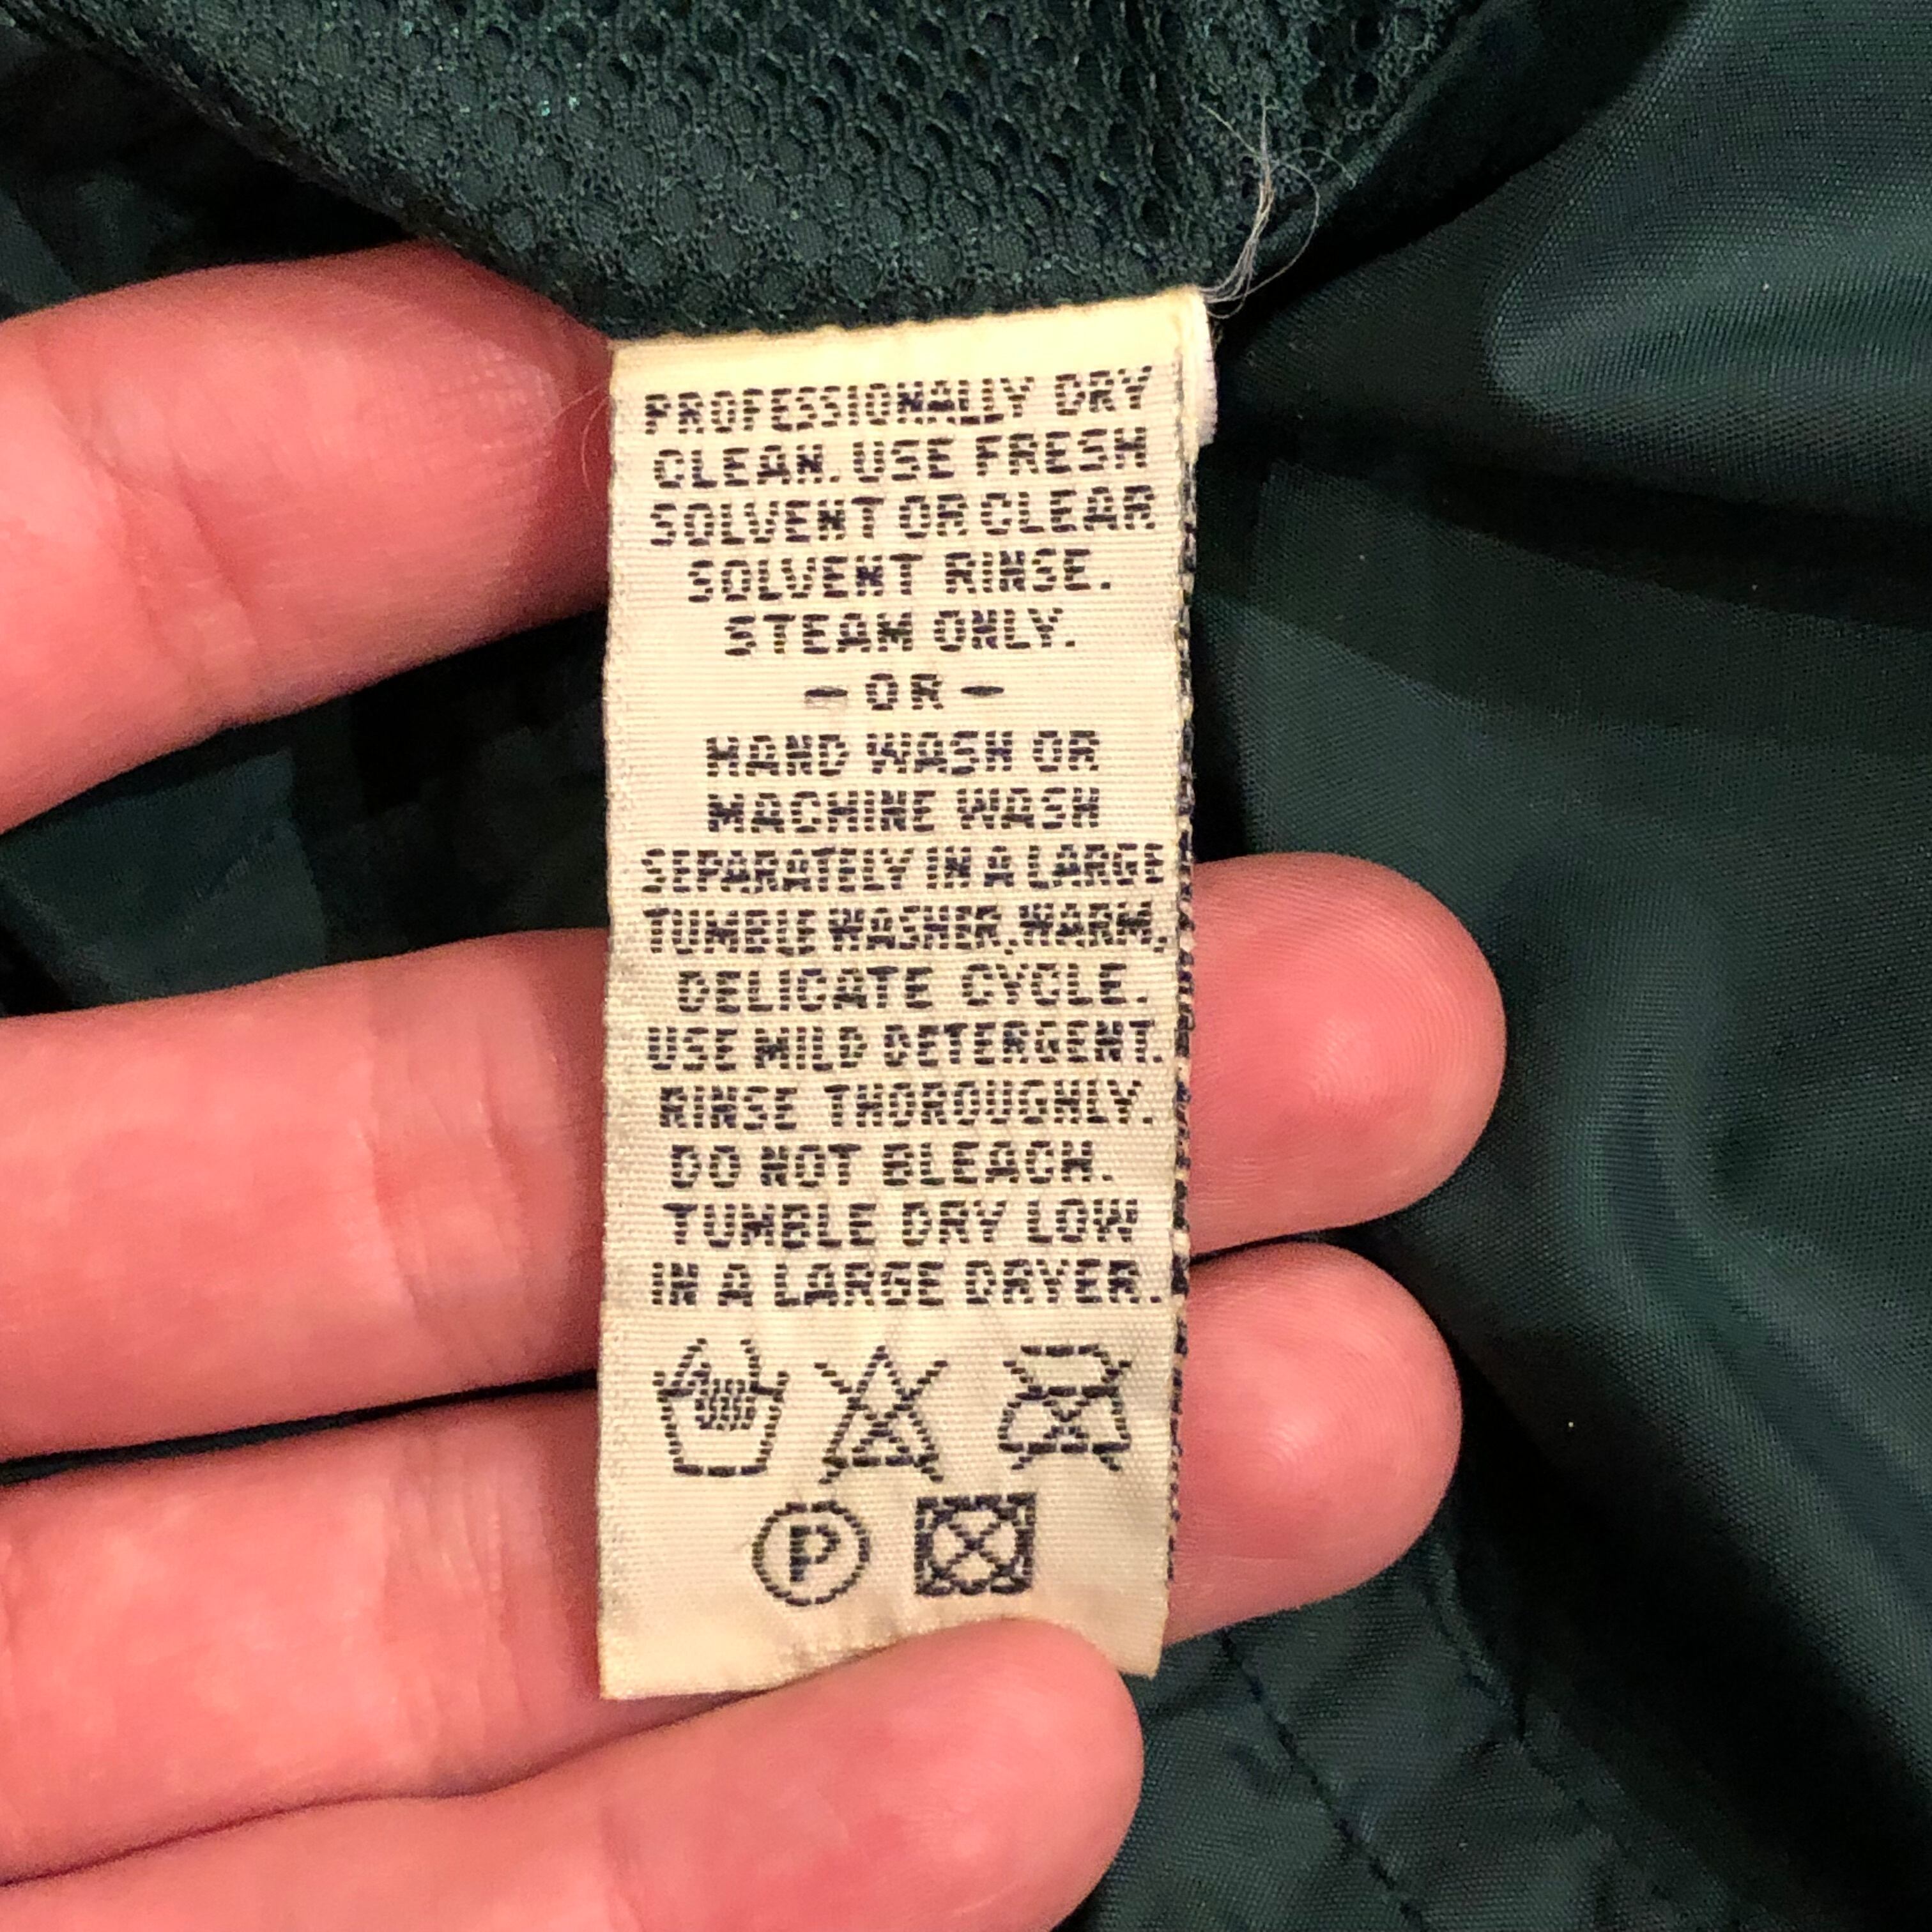 PROFESSIONALLY DRY
CLEAN. USE FRESH
SOLVENT OR CLEAR
SOLVENT RINSE.
STEAM ONLY.
- OR -
HAND WASH OR
MACHINE WASH
SEPARATELY IN A LARGE
TUMBLE WASHER, WARM,
DELICATE CYCLE.
USE MILD DETERGENT.
RINSE THOROUGHLY.
DO NOT BLEACH.
TUMBLE DRY LOW
IN A LARGE DRYER.
P